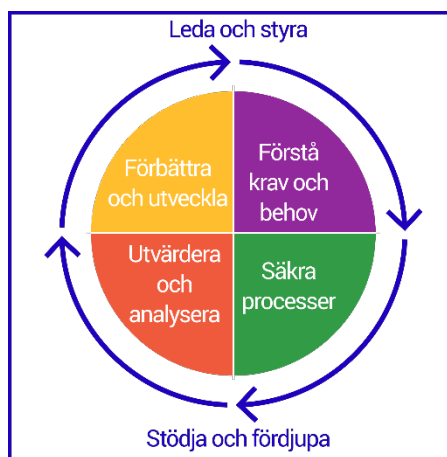 Leda och styra
Förbättra
och utveckla
Förstå
krav och
behov
Utvärdera
och
analysera
Säkra
processer
Stödja och fördjupa